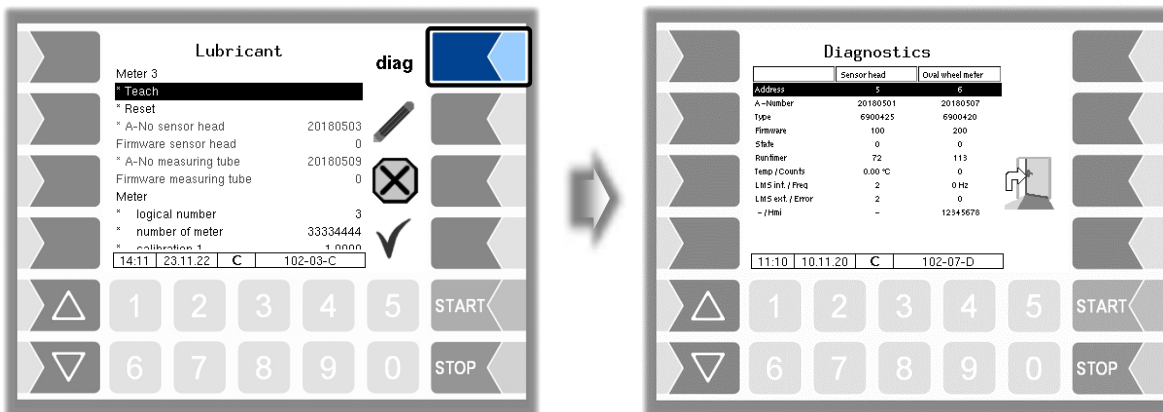 Lubricant
diag
Meter 3
* Teach
* Reset
* A-No sensor head 20180503
Firmware sensor head 0
* A-No measuring tube 20180509
Firmware measuring tube 0
Meter
* logical number 3
* number of meter 33334444
* calibration 1 1.0000
14:11 23.11.22 C 102-03-C
1 2 3 4 5 START
6 7 8 9 0 STOP
Diagnostics
Sensor head Oval wheel meter
Address 5 6
A-Number 20180501 20180507
Type 6900425 6900420
Firmware 100 200
State 0 0
Runtimer 72 113
Temp / Counts 0.00 °C 0
LMS int. / Freq 2 0 Hz
LMS ext. / Error 2 0
- / Hmi - 12345678
11:10 10.11.20 C 102-07-D
1 2 3 4 5 START
6 7 8 9 0 STOP